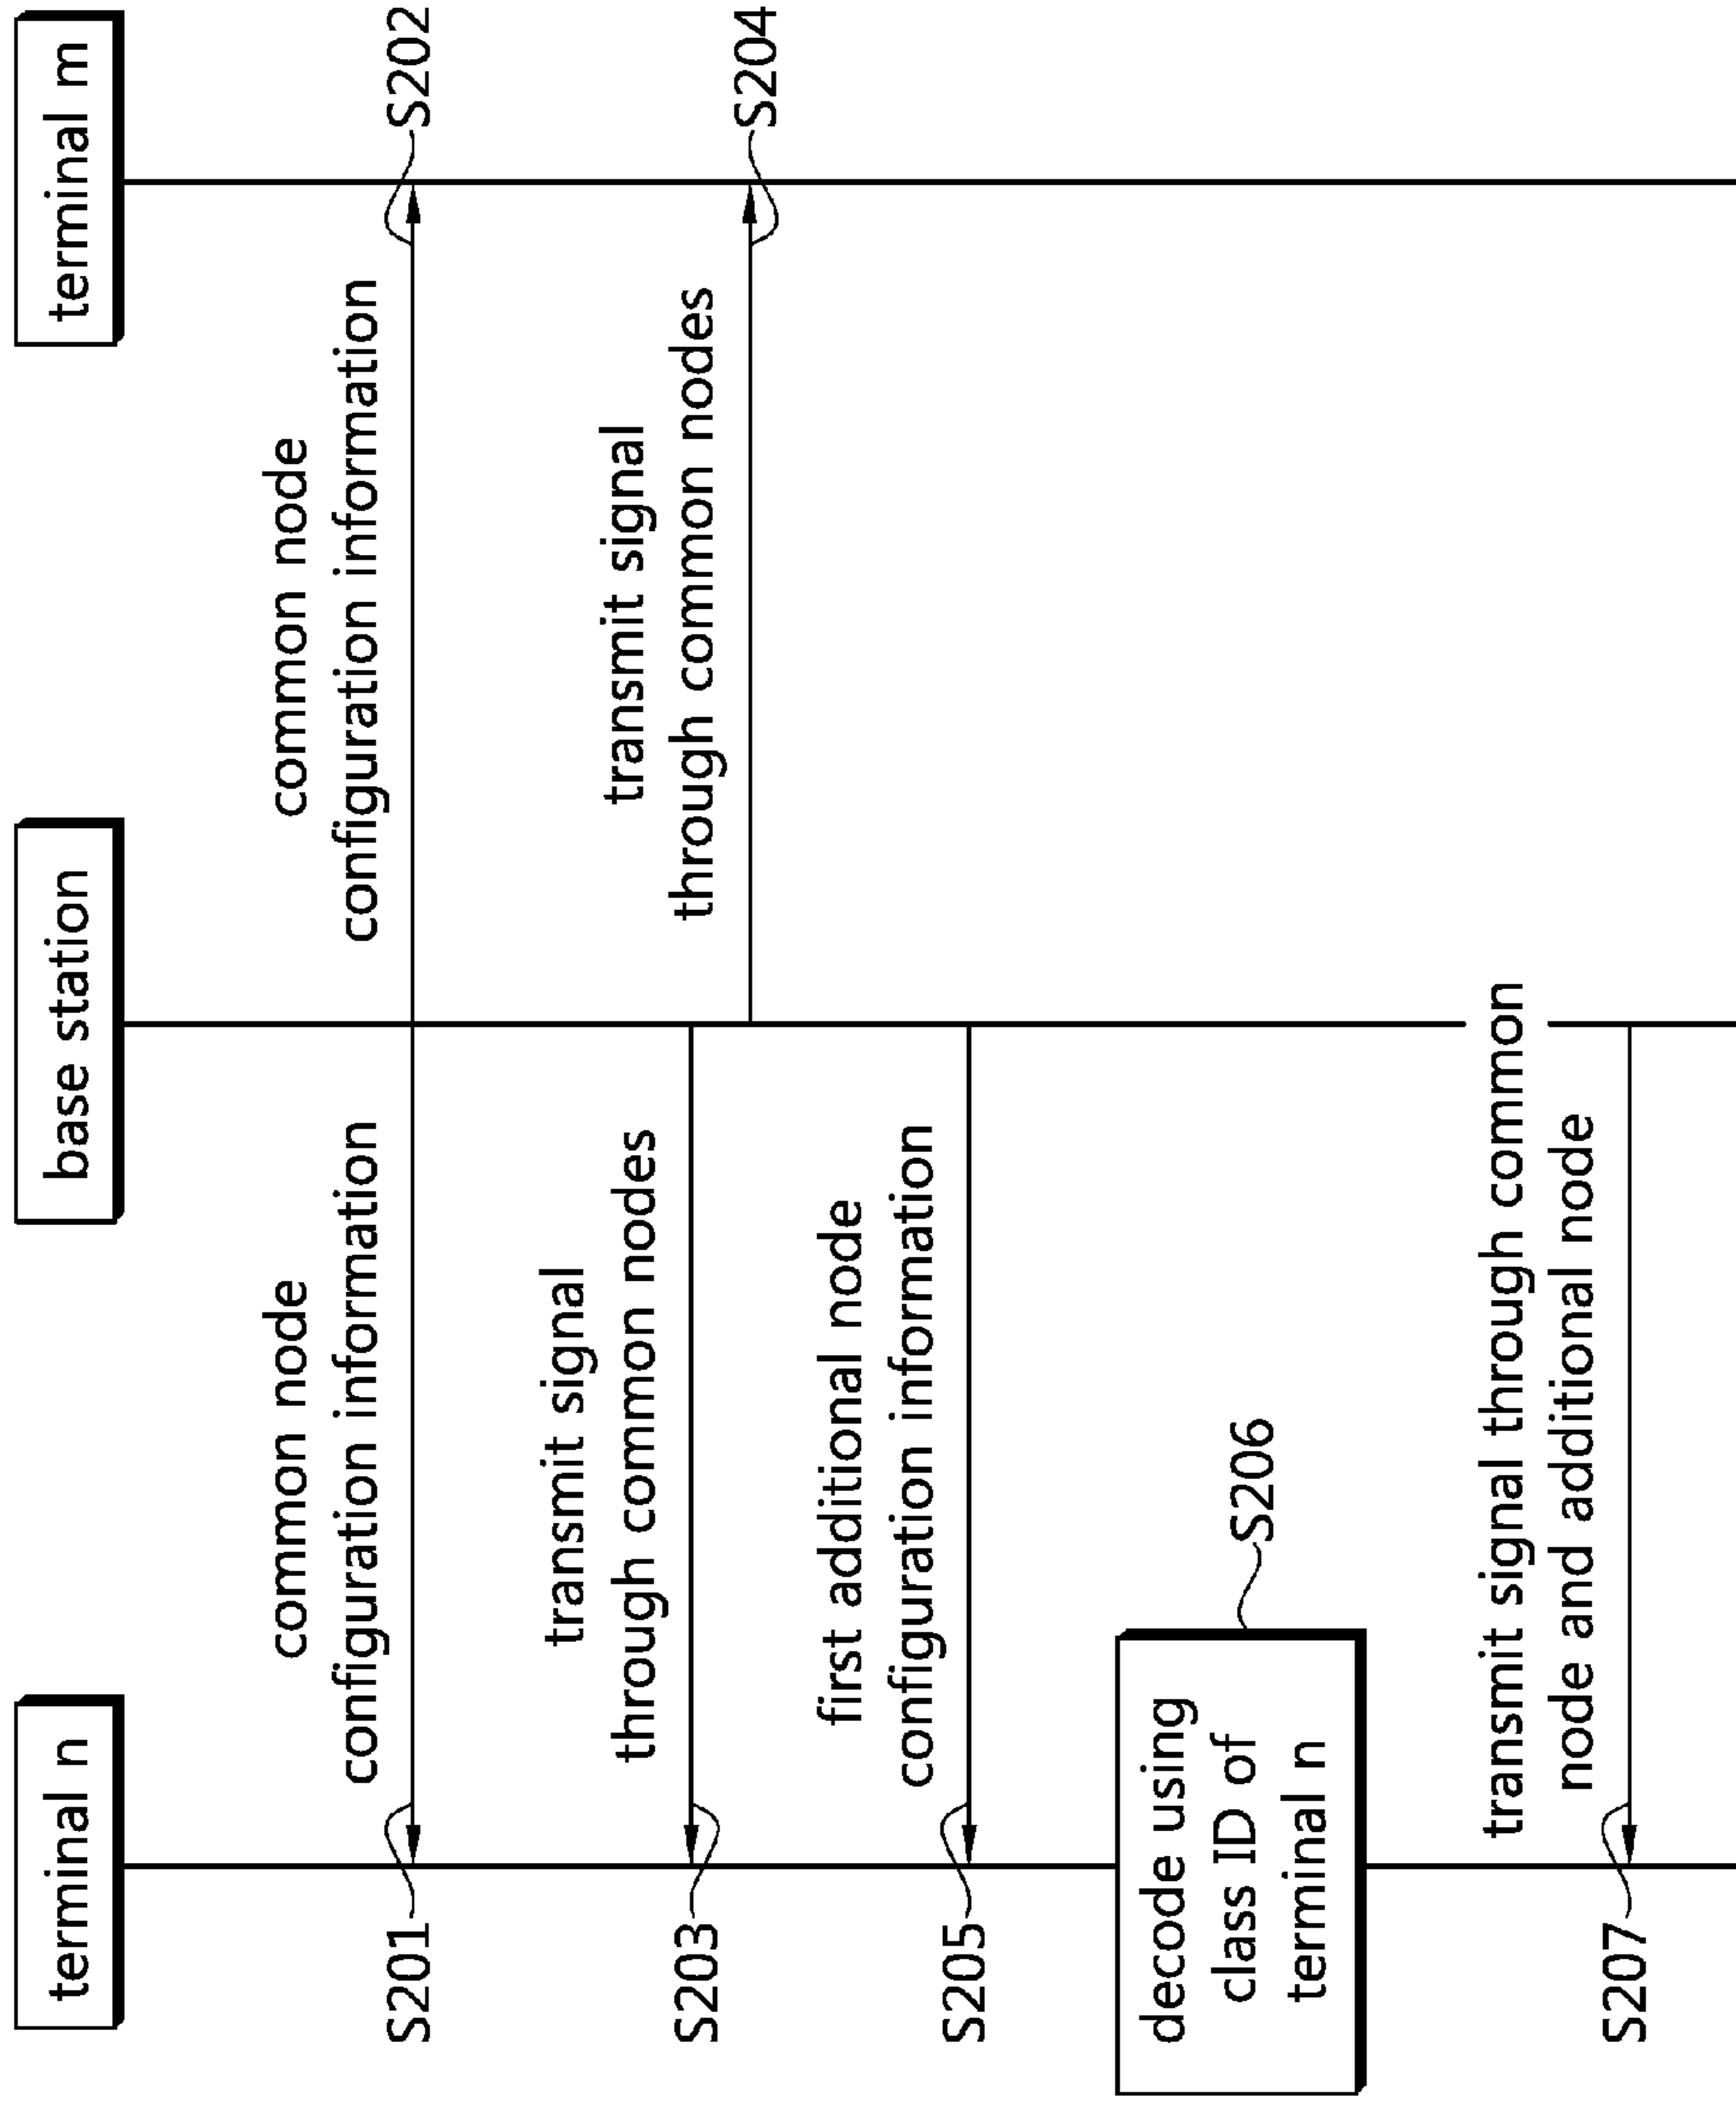 terminal n
base station
terminal m
common node
configuration information
S201
common node
configuration information
S202
transmit signal
through common nodes
S203
transmit signal
through common nodes
S204
first additional node
configuration information
S205
decode using
class ID of
terminal n
S206
transmit signal through common
node and additional node
S207